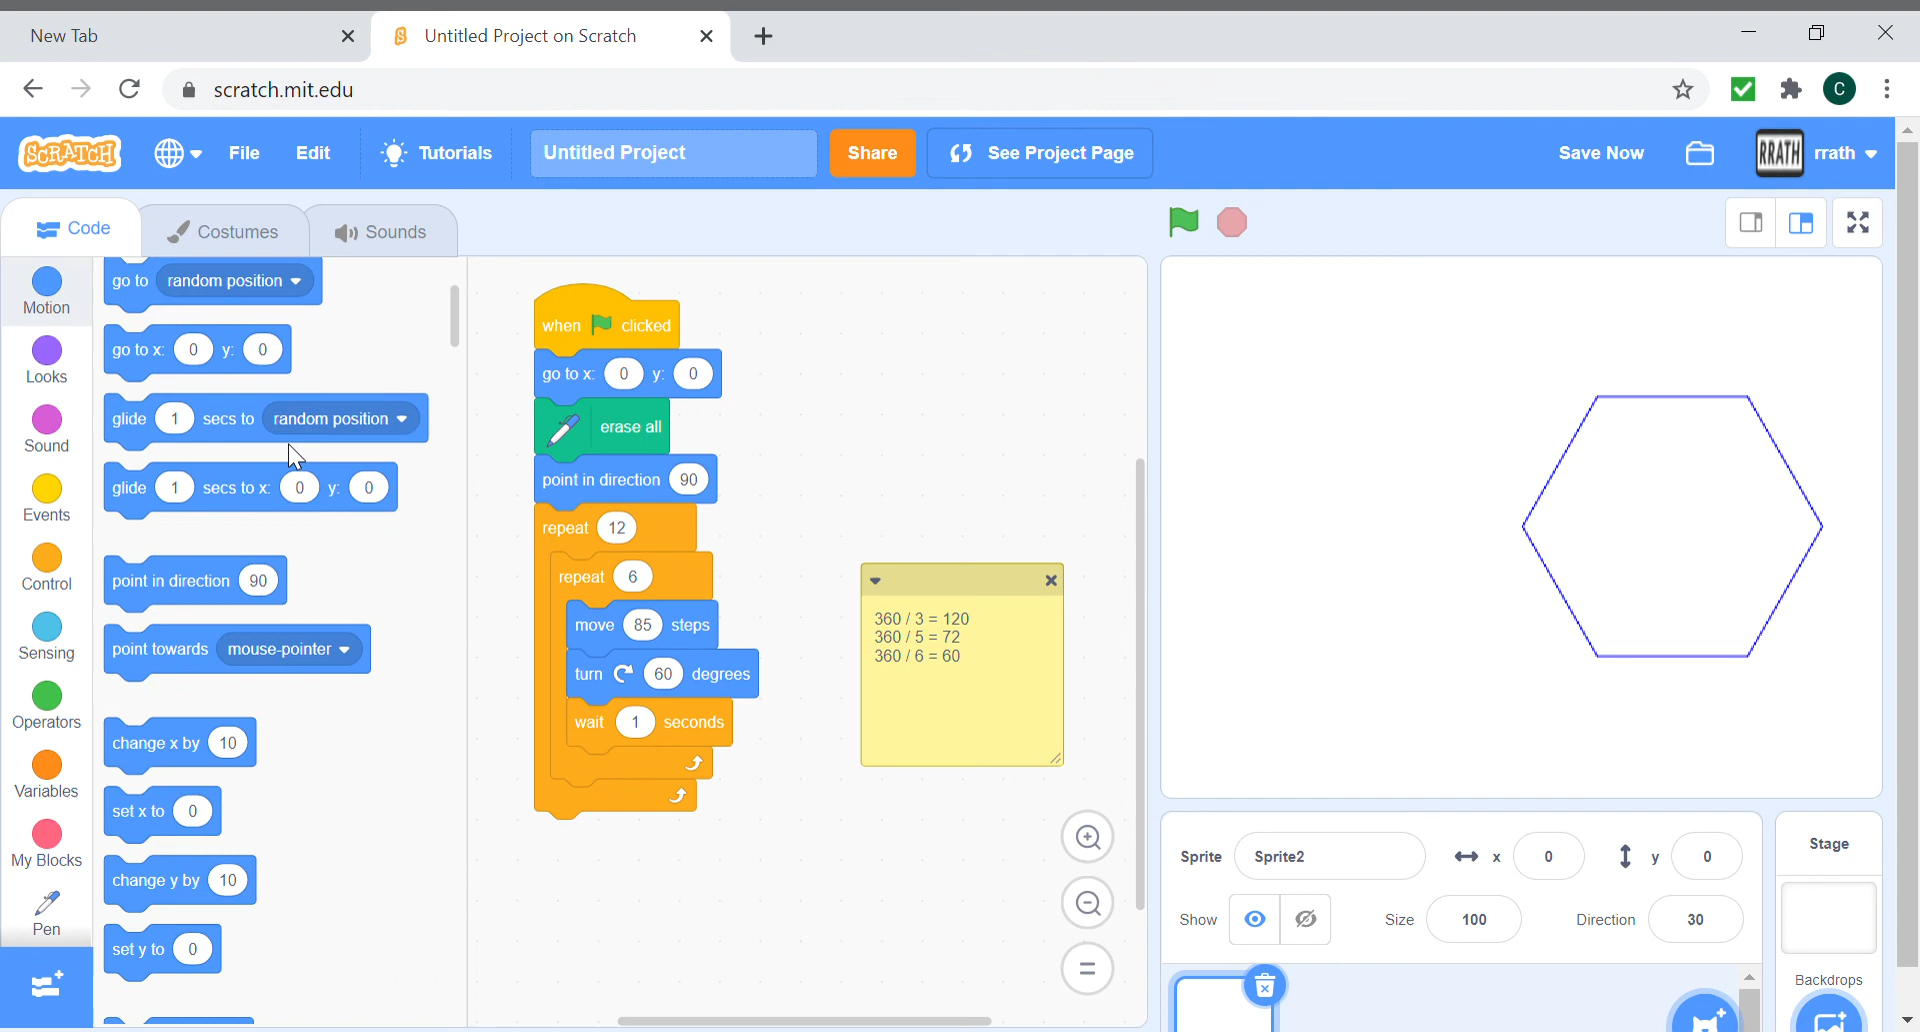 New Tab
Untitled Project on Scratch
scratch.mit.edu
C
SCRATCH
File
Edit
Tutorials
Untitled Project
Share
See Project Page
Save Now
RRATH
rrath
Code
Costumes
Sounds
Motion
Looks
Sound
Events
Control
Sensing
Operators
Variables
My Blocks
Pen
go to random position
go to x: 0 y: 0
glide 1 secs to random position
glide 1 secs to x: 0 y: 0
point in direction 90
point towards mouse-pointer
change x by 10
set x to 0
change y by 10
set y to 0
when clicked
go to x: 0 y: 0
erase all
point in direction 90
repeat 12
repeat 6
move 85 steps
turn 60 degrees
wait 1 seconds
360 / 3 = 120
360 / 5 = 72
360 / 6 = 60
Sprite Sprite2 x 0 y 0
Show Size 100 Direction 30
Stage
Backdrops